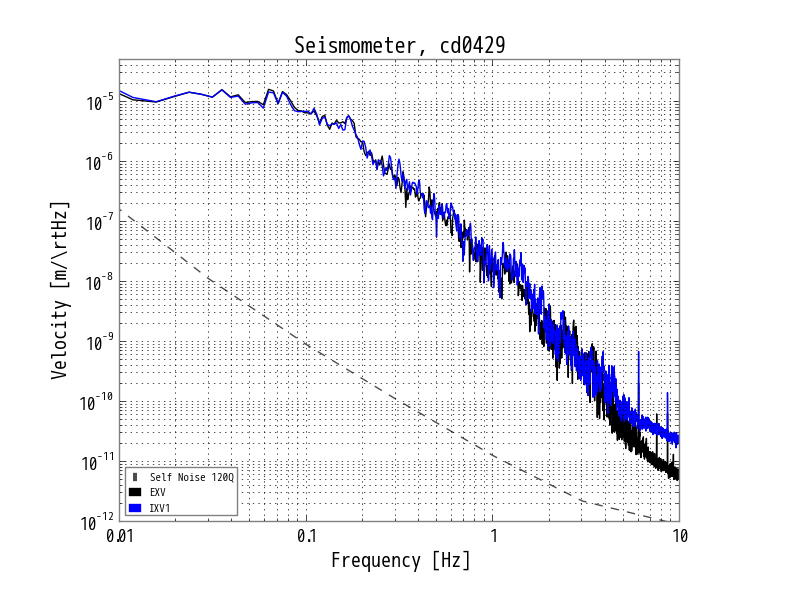 Seismometer, cd0429
Velocity [m/\rtHz]
10^-5
10^-6
10^-7
10^-8
10^-9
10^-10
10^-11
10^-12
Self Noise 120Q
EXV
IXV1
0.01 0.1 1 10
Frequency [Hz]